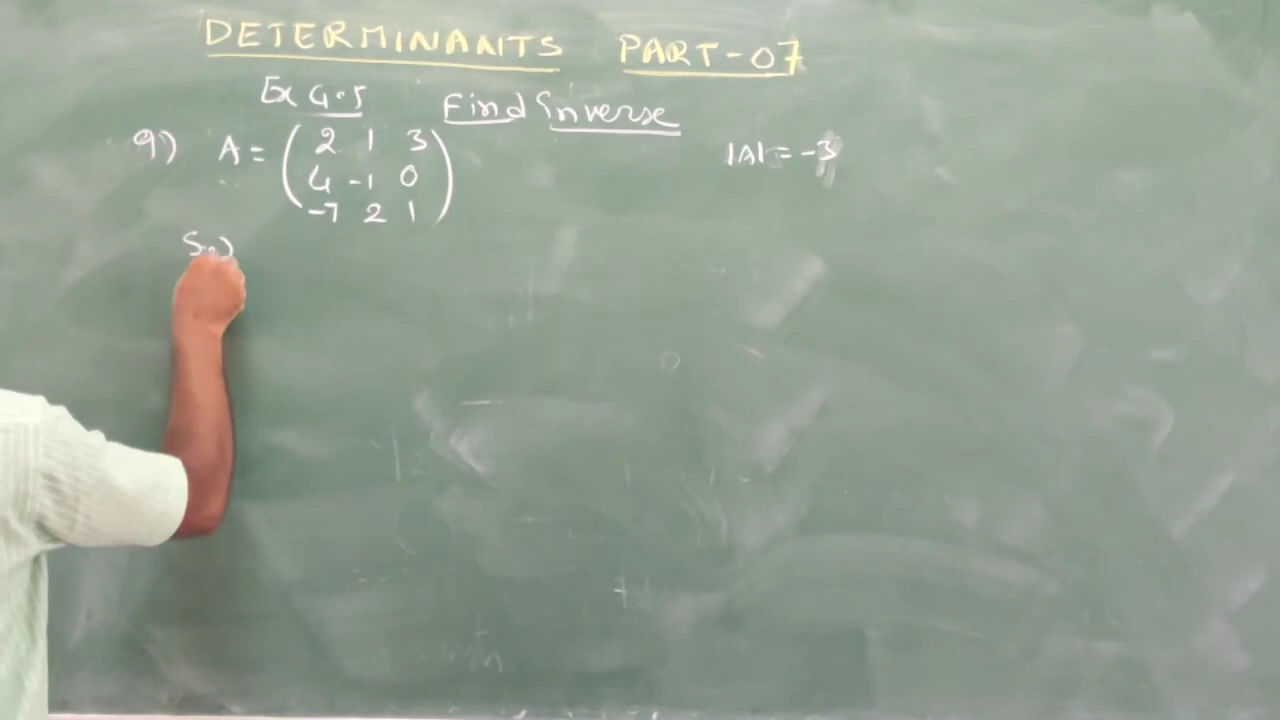 DETERMINANTS PART-07
Ex 4.5 Find Inverse
9) A = ( 2 1 3
4 -1 0
-7 2 1 )
|A| = -3
Sol